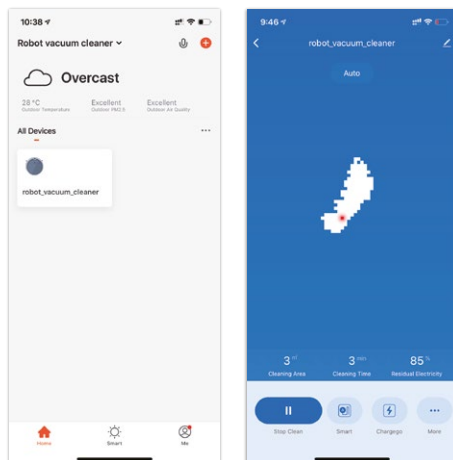 10:38
Robot vacuum cleaner
Overcast
28 °C
Excellent
Excellent
Outdoor Temperature
Outdoor PM2.5
Outdoor Air Quality
All Devices
robot_vacuum_cleaner
Home
Smart
Me
9:46
robot_vacuum_cleaner
Auto
3
3 min
85 %
Cleaning Area
Cleaning Time
Residual Electricity
Stop Clean
Smart
Chargego
More